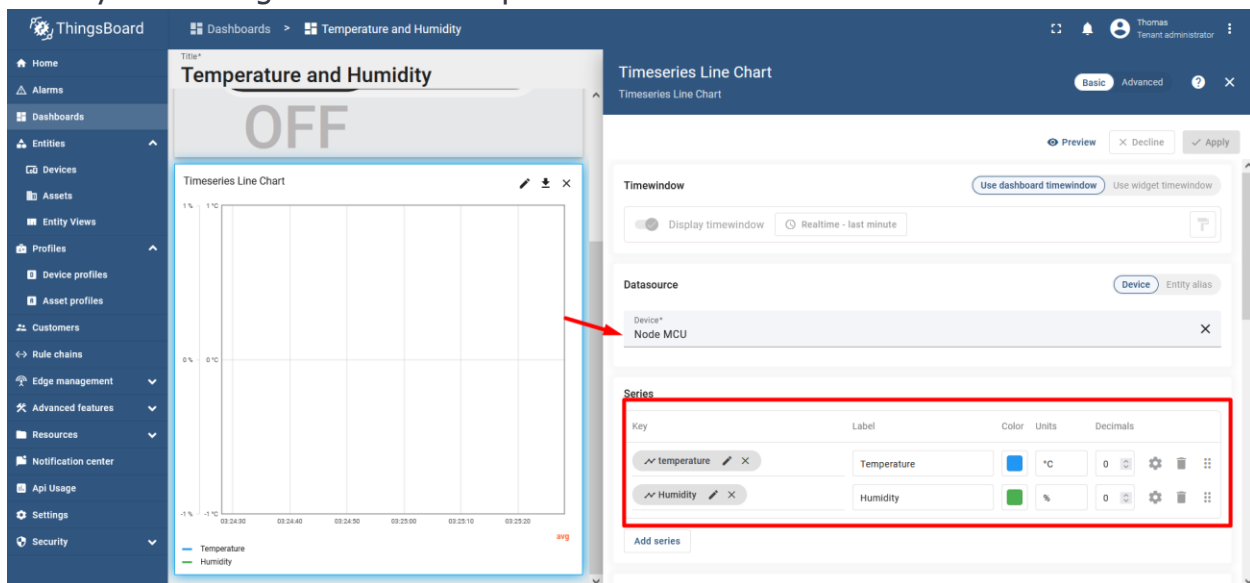 ThingsBoard
Dashboards > Temperature and Humidity
Thomas
Tenant administrator
Home
Alarms
Dashboards
Entities
Devices
Assets
Entity Views
Profiles
Device profiles
Asset profiles
Customers
Rule chains
Edge management
Advanced features
Resources
Notification center
Api Usage
Settings
Security
Title*
Temperature and Humidity
OFF
Timeseries Line Chart
1 % 1 °C
0 % 0 °C
-1 % -1 °C
03:24:30 03:24:40 03:24:50 03:25:00 03:25:10 03:25:20
avg
Temperature
Humidity
Timeseries Line Chart
Timeseries Line Chart
Basic Advanced ?
Preview Decline Apply
Timewindow Use dashboard timewindow Use widget timewindow
Display timewindow Realtime - last minute
Datasource Device Entity alias
Device*
Node MCU
Series
Key Label Color Units Decimals
temperature Temperature °C 0
Humidity Humidity % 0
Add series